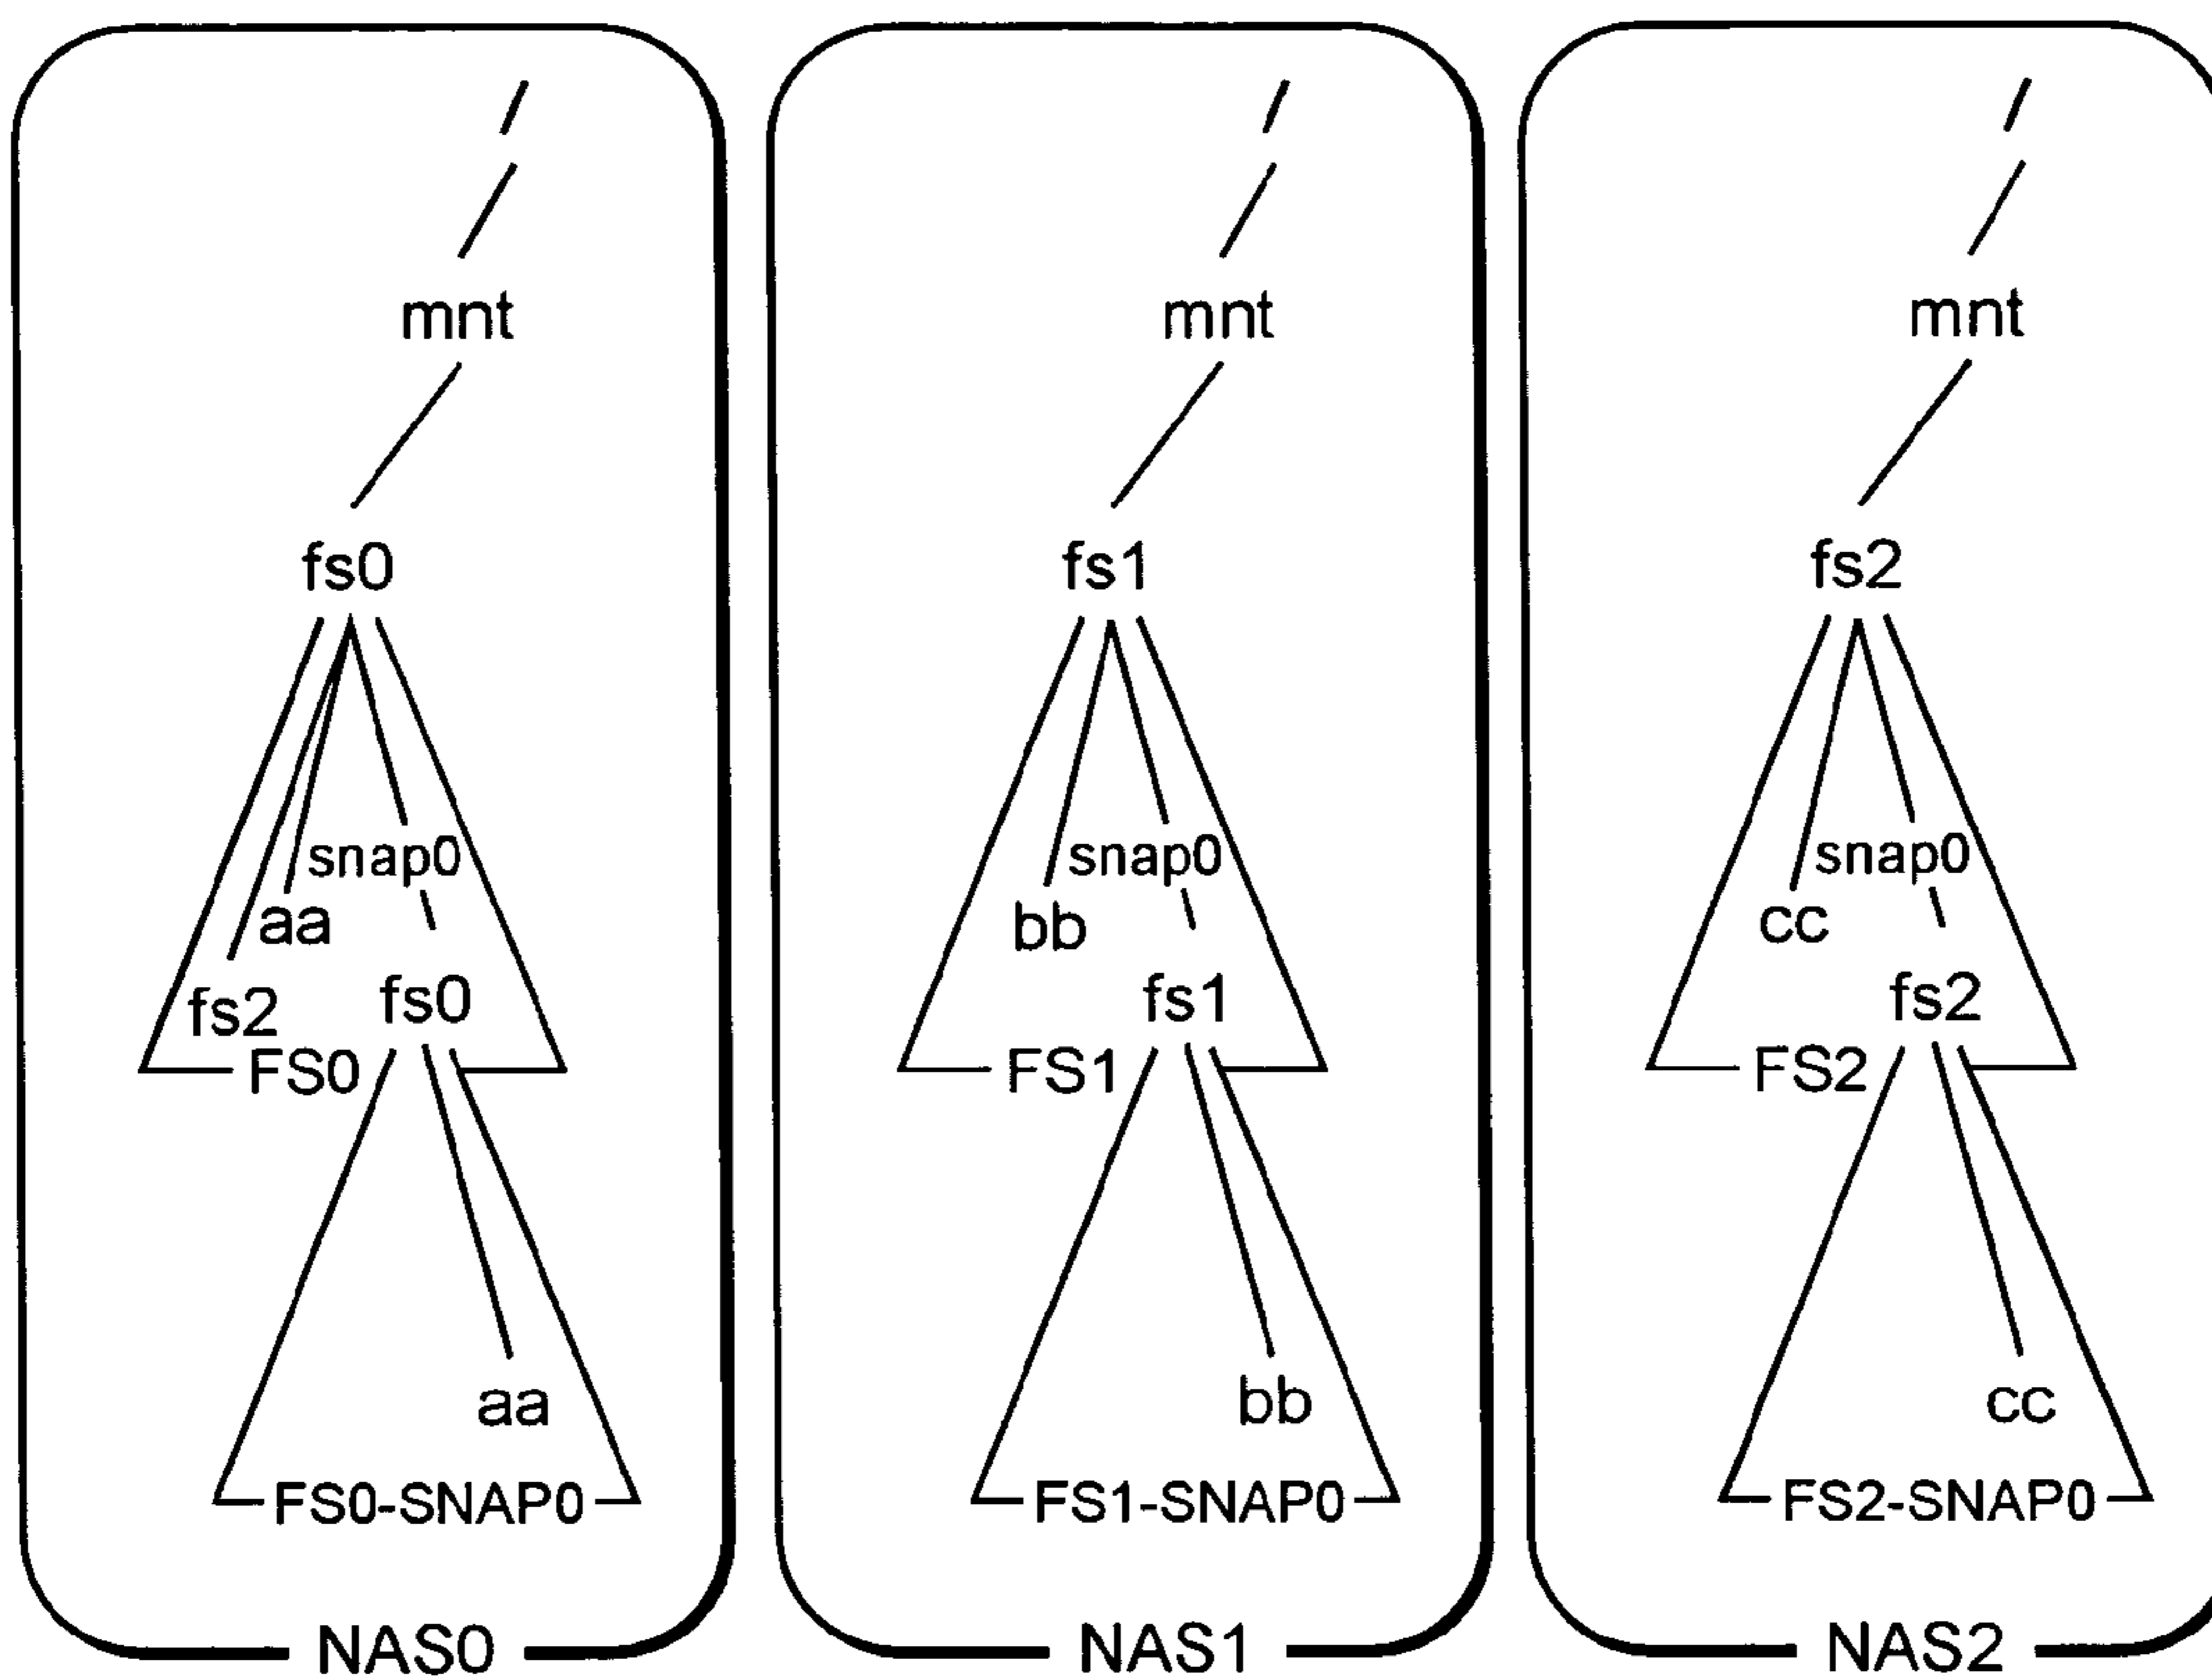 /
mnt
fs0
snap0
aa
fs2
fs0
FS0
aa
FS0-SNAP0
NAS0
/
mnt
fs1
snap0
bb
fs1
FS1
bb
FS1-SNAP0
NAS1
/
mnt
fs2
snap0
cc
fs2
FS2
cc
FS2-SNAP0
NAS2